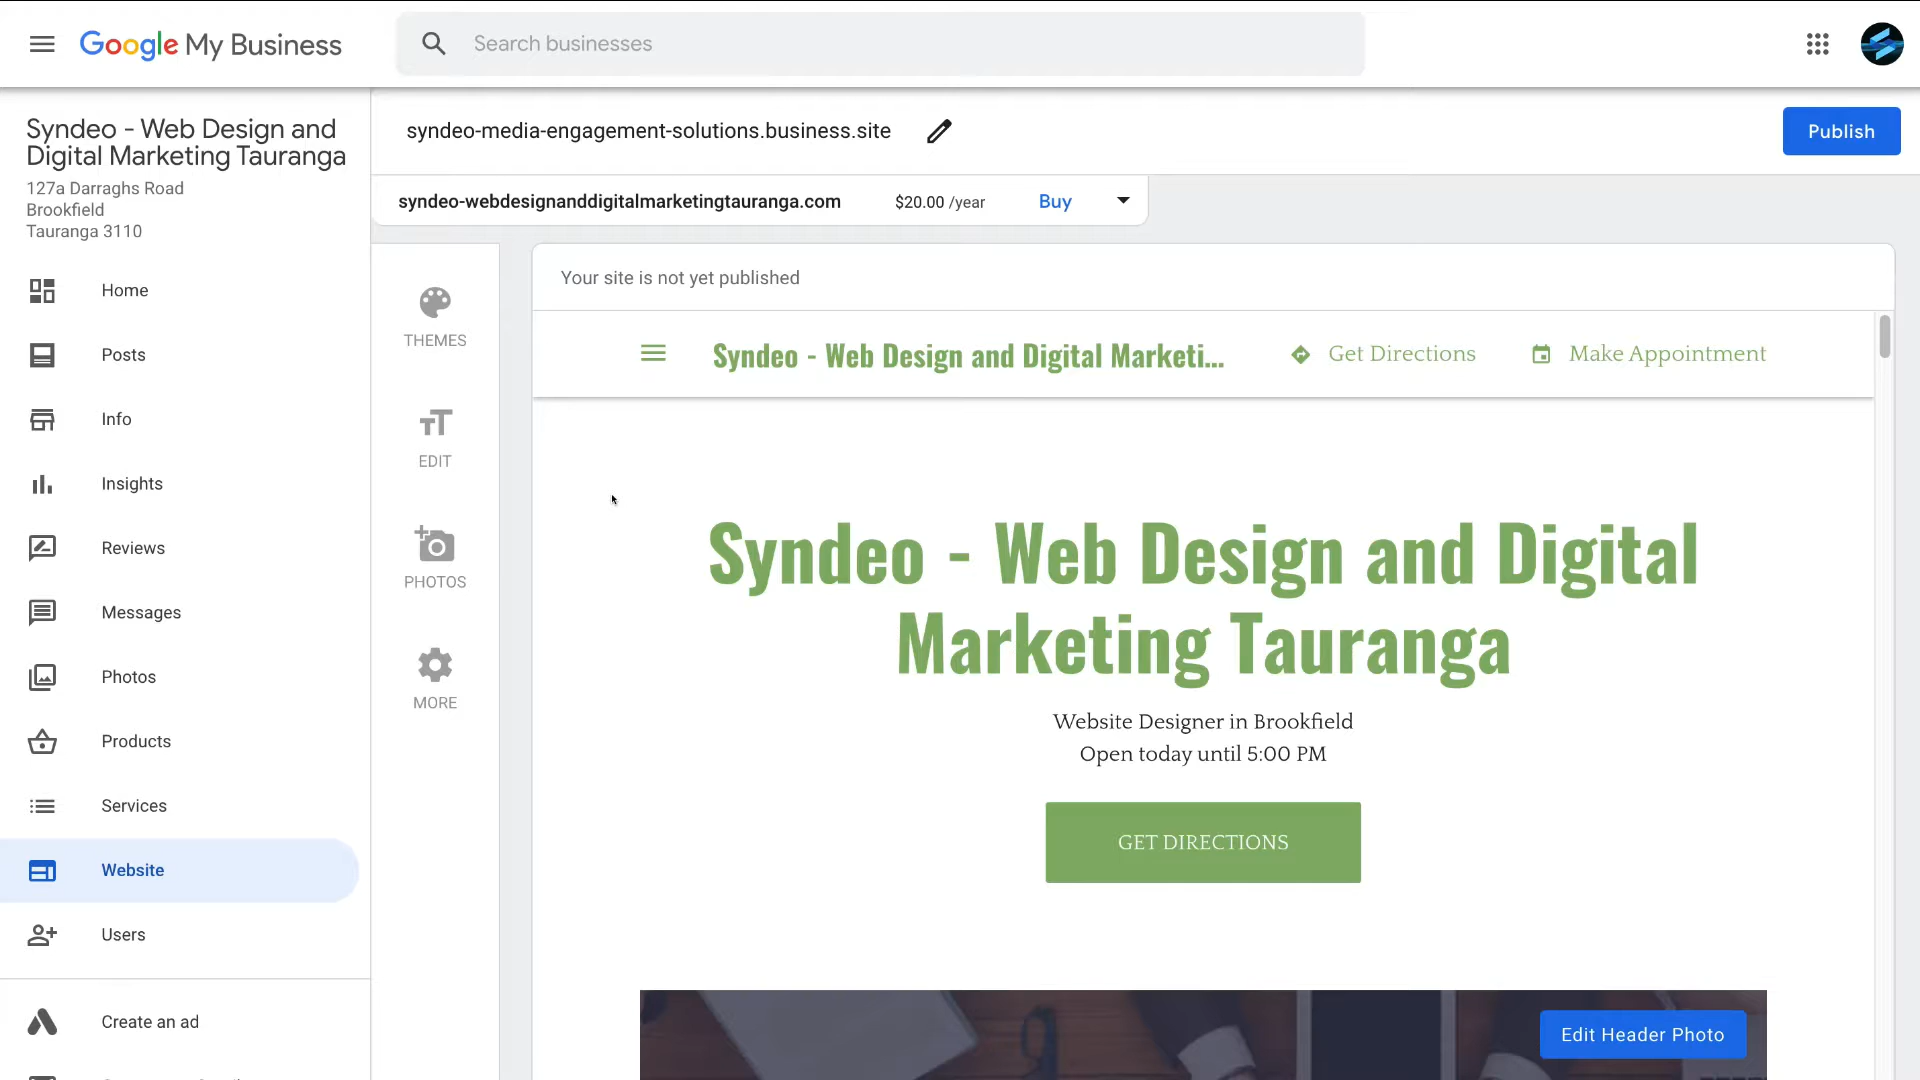 Google My Business
Search businesses
Syndeo - Web Design and
Digital Marketing Tauranga
127a Darraghs Road
Brookfield
Tauranga 3110
Home
Posts
Info
Insights
Reviews
Messages
Photos
Products
Services
Website
Users
Create an ad
syndeo-media-engagement-solutions.business.site
Publish
syndeo-webdesignanddigitalmarketingtauranga.com $20.00 /year Buy
THEMES
EDIT
PHOTOS
MORE
Your site is not yet published
Syndeo - Web Design and Digital Marketi...
Get Directions
Make Appointment
Syndeo - Web Design and Digital
Marketing Tauranga
Website Designer in Brookfield
Open today until 5:00 PM
GET DIRECTIONS
Edit Header Photo